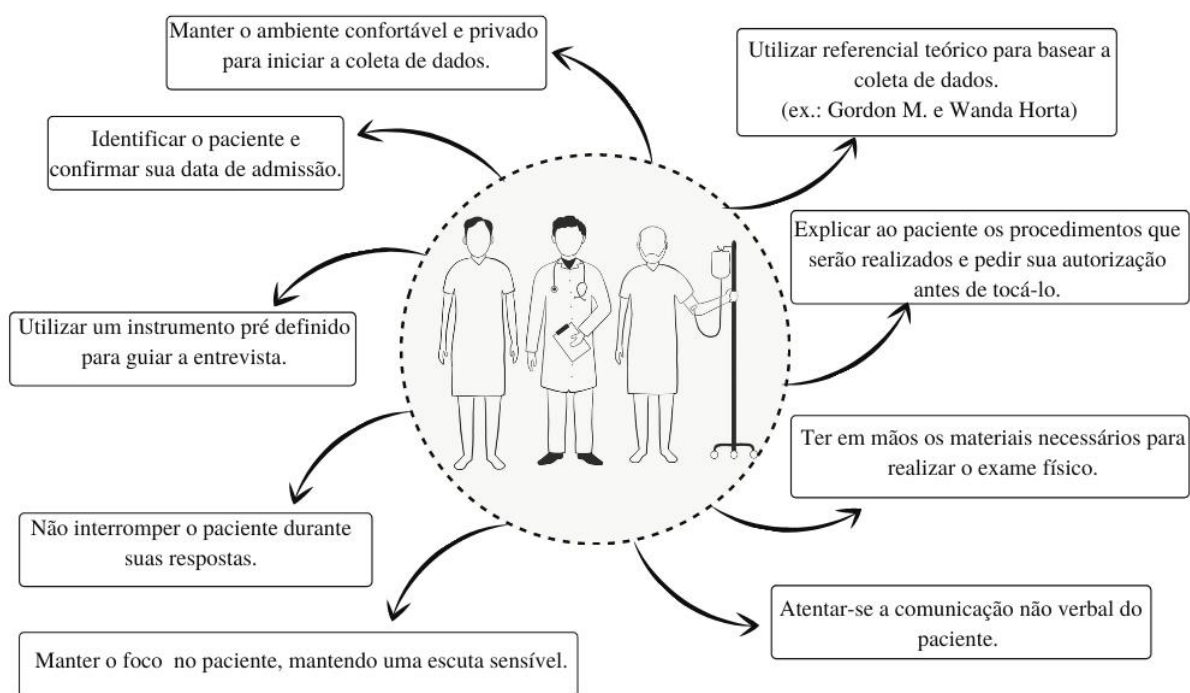 Manter o ambiente confortável e privado
para iniciar a coleta de dados.
Utilizar referencial teórico para basear a
coleta de dados.
(ex.: Gordon M. e Wanda Horta)
Identificar o paciente e
confirmar sua data de admissão.
Explicar ao paciente os procedimentos que
serão realizados e pedir sua autorização
antes de tocá-lo.
Utilizar um instrumento pré definido
para guiar a entrevista.
Ter em mãos os materiais necessários para
realizar o exame físico.
Não interromper o paciente durante
suas respostas.
Atentar-se a comunicação não verbal do
paciente.
Manter o foco no paciente, mantendo uma escuta sensível.